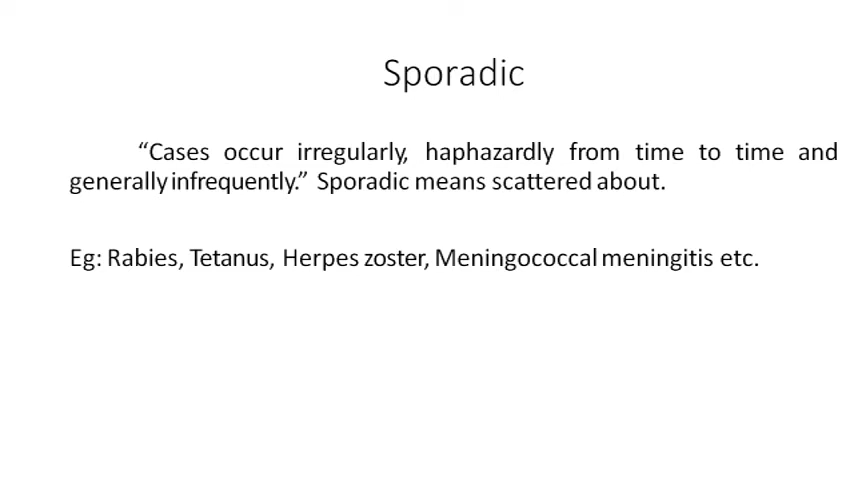 Sporadic
“Cases occur irregularly, haphazardly from time to time and
generally infrequently.” Sporadic means scattered about.
Eg: Rabies, Tetanus, Herpes zoster, Meningococcal meningitis etc.